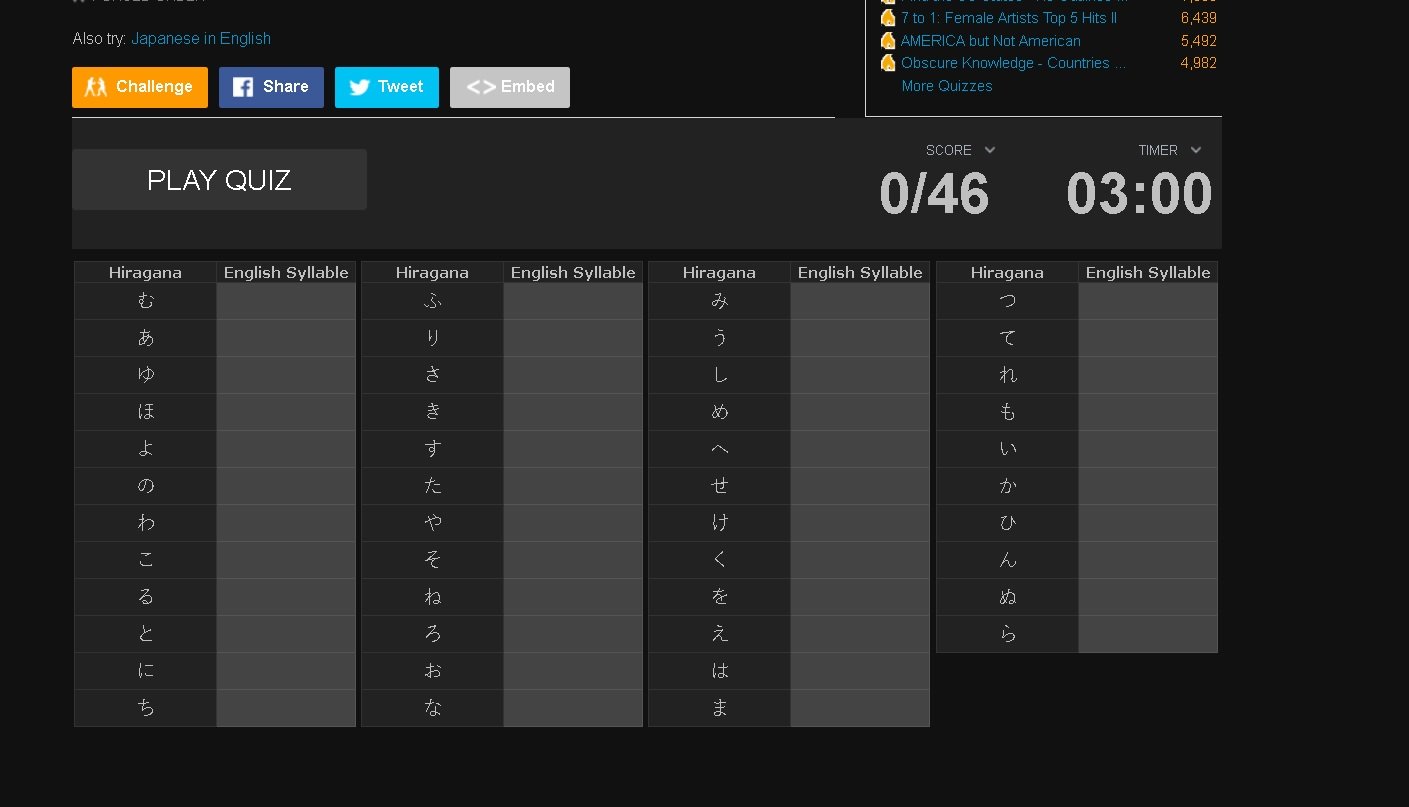 Also try: Japanese in English
Challenge
Share
Tweet
<> Embed
7 to 1: Female Artists Top 5 Hits II 6,439
AMERICA but Not American 5,492
Obscure Knowledge - Countries ... 4,982
More Quizzes
PLAY QUIZ
SCORE
0/46
TIMER
03:00
Hiragana English Syllable Hiragana English Syllable Hiragana English Syllable Hiragana English Syllable
む ふ み つ
あ り う て
ゆ さ し れ
ほ き め も
よ す へ い
の た せ か
わ や け ひ
こ そ く ん
る ね を ぬ
と ろ え ら
に お は
ち な ま